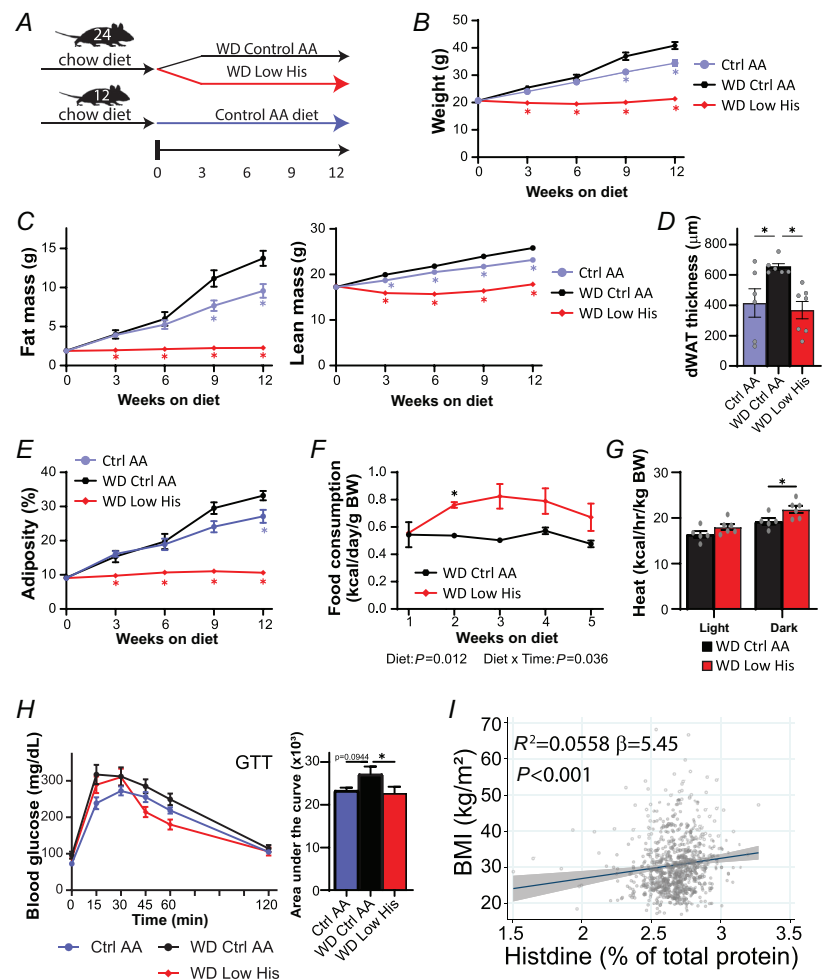 A
24
chow diet
WD Control AA
WD Low His
12
chow diet
Control AA diet
0 3 6 9 12
B
Weight (g)
50
40
30
20
10
0
0 3 6 9 12
Weeks on diet
* * * *
* *
Ctrl AA
WD Ctrl AA
WD Low His
C
Fat mass (g)
15
10
5
0
0 3 6 9 12
Weeks on diet
* *
* * * *
Lean mass (g)
30
20
10
0
0 3 6 9 12
Weeks on diet
* * * *
* * * *
Ctrl AA
WD Ctrl AA
WD Low His
D
dWAT thickness (µm)
800
600
400
200
0
* *
Ctrl AA
WD Ctrl AA
WD Low His
E
Ctrl AA
WD Ctrl AA
WD Low His
Adiposity (%)
40
30
20
10
0
0 3 6 9 12
Weeks on diet
*
* * * *
F
Food consumption
(kcal/day/g BW)
1.0
0.8
0.6
0.4
0.2
0.0
*
WD Ctrl AA
WD Low His
1 2 3 4 5
Weeks on diet
Diet: P=0.012 Diet x Time: P=0.036
G
Heat (kcal/hr/kg BW)
30
20
10
0
*
Light Dark
WD Ctrl AA
WD Low His
H
GTT
Blood glucose (mg/dL)
300
200
100
0
0 15 30 45 60 120
Time (min)
Ctrl AA
WD Ctrl AA
WD Low His
Area under the curve (x10³)
30
20
10
0
p=0.0944 *
Ctrl AA
WD Ctrl AA
WD Low His
I
R²=0.0558 β=5.45
P<0.001
BMI (kg/m²)
70
60
50
40
30
20
1.5 2 2.5 3 3.5
Histdine (% of total protein)